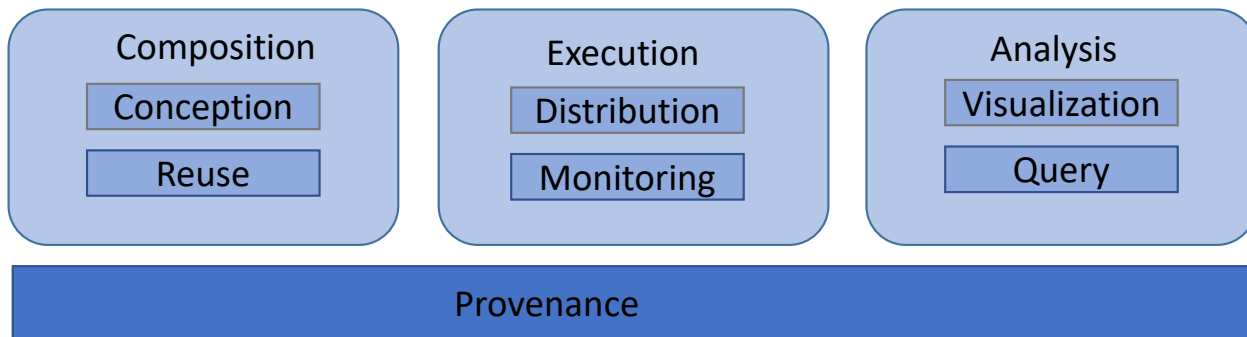 Composition
Conception
Reuse
Execution
Distribution
Monitoring
Analysis
Visualization
Query
Provenance